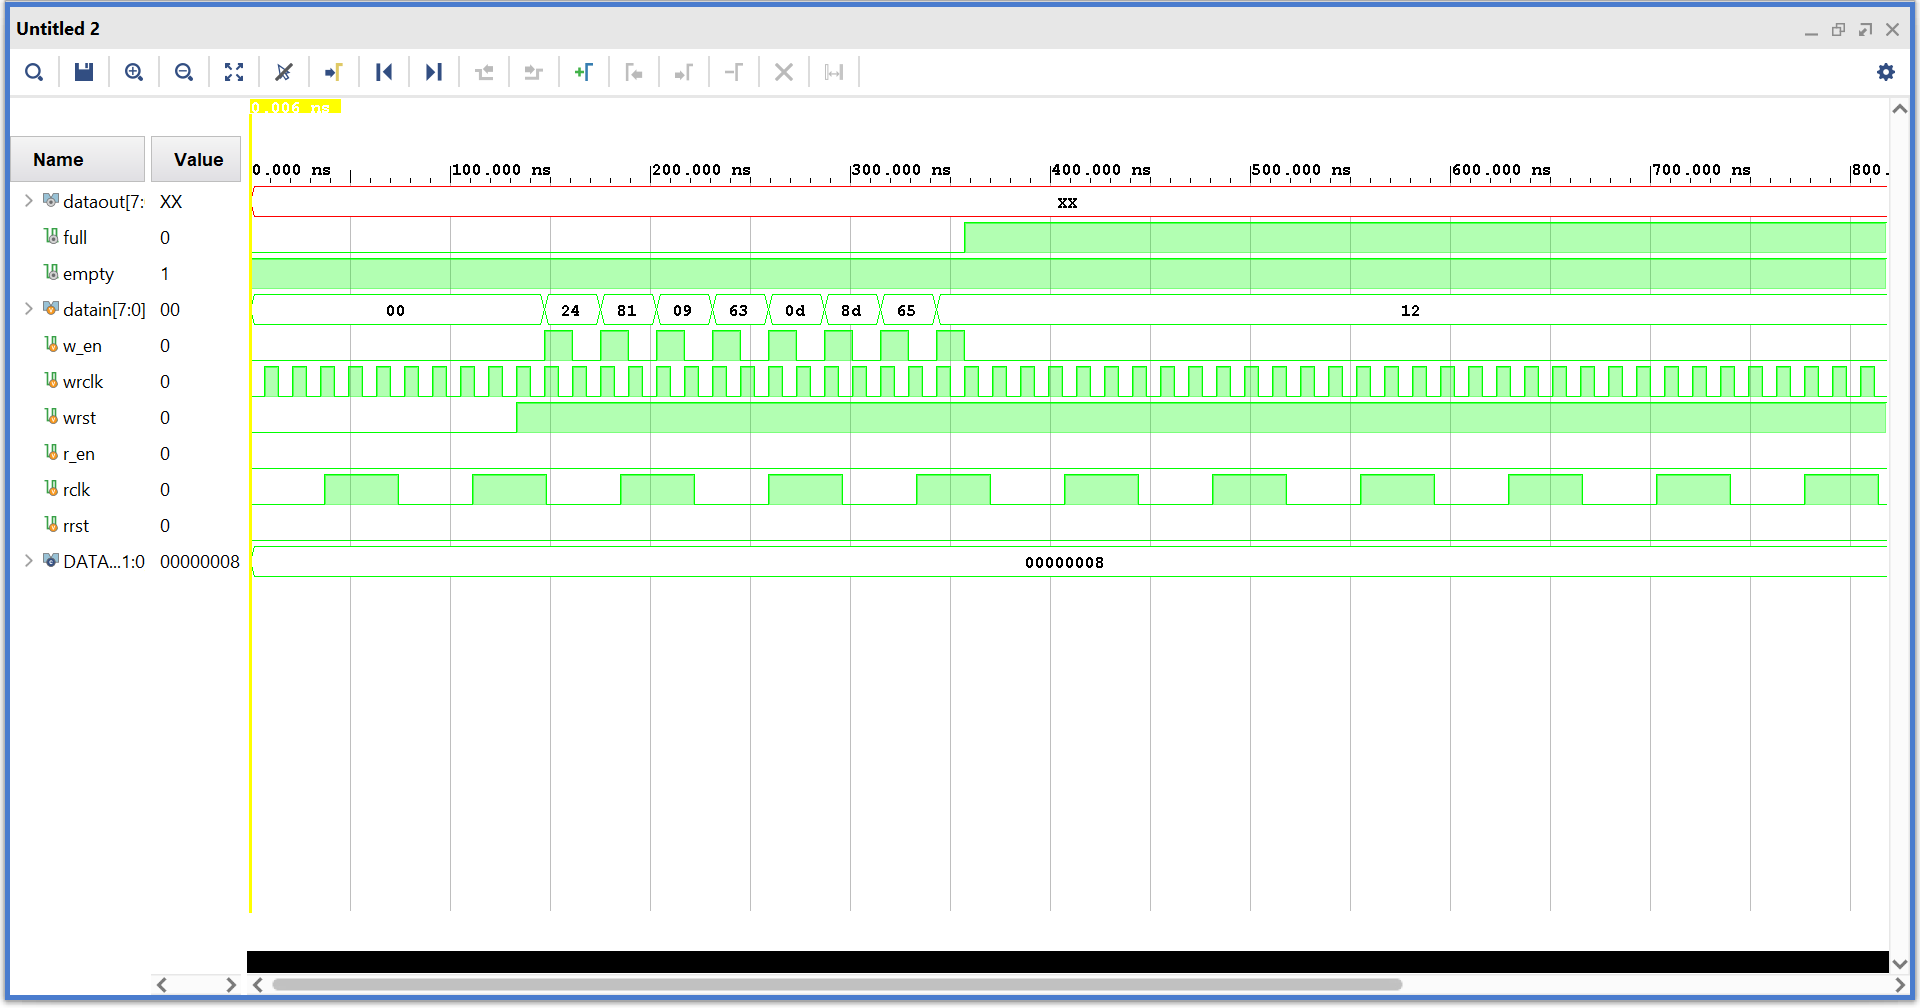 Untitled 2
0.006 ns
Name Value
0.000 ns 100.000 ns 200.000 ns 300.000 ns 400.000 ns 500.000 ns 600.000 ns 700.000 ns 800.
dataout[7: XX XX
full 0
empty 1
datain[7:0] 00 00 24 81 09 63 0d 8d 65 12
w_en 0
wrclk 0
wrst 0
r_en 0
rclk 0
rrst 0
DATA...1:0 00000008 00000008